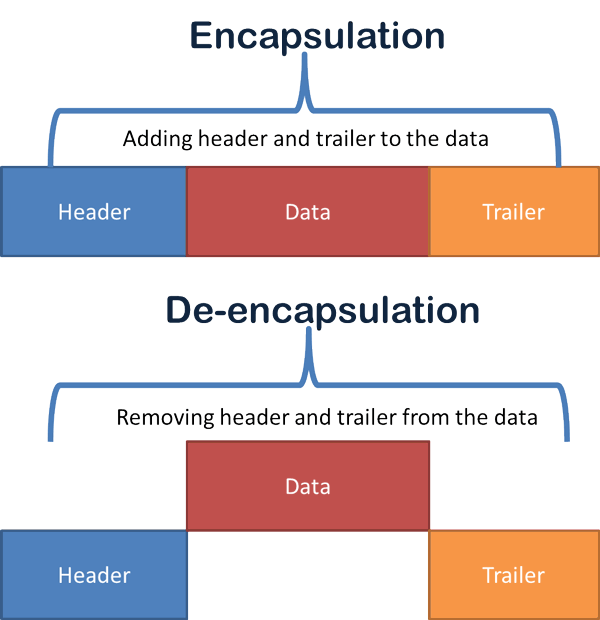 Encapsulation
Adding header and trailer to the data
Header Data Trailer
De-encapsulation
Removing header and trailer from the data
Data
Header Trailer